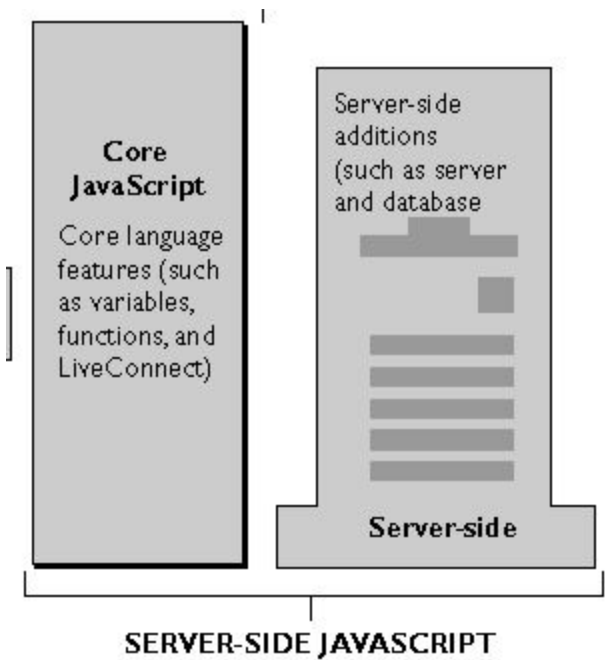 Core
JavaScript
Core language
features (such
as variables,
functions, and
LiveConnect)
Server-side
additions
(such as server
and database
Server-side
SERVER-SIDE JAVASCRIPT